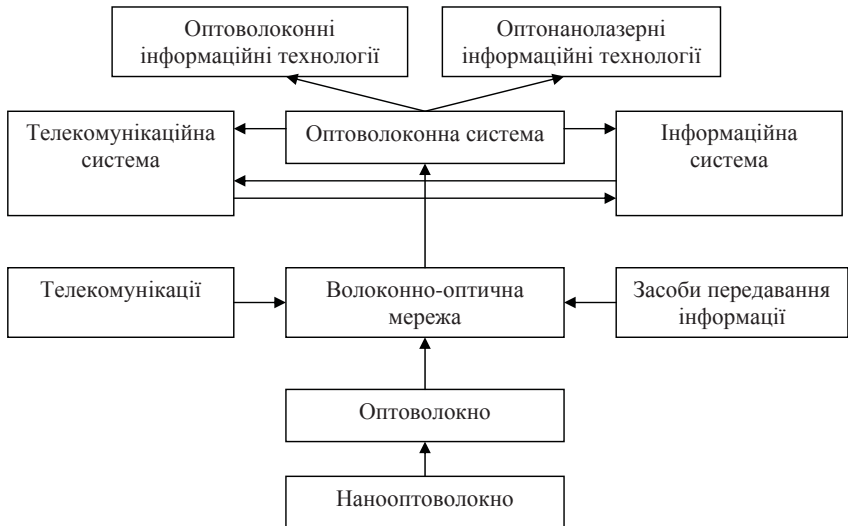 Оптоволоконні
інформаційні технології
Оптонанолазерні
інформаційні технології
Телекомунікаційна
система
Оптоволоконна система
Інформаційна
система
Телекомунікації
Волоконно-оптична
мережа
Засоби передавання
інформації
Оптоволокно
Нанооптоволокно